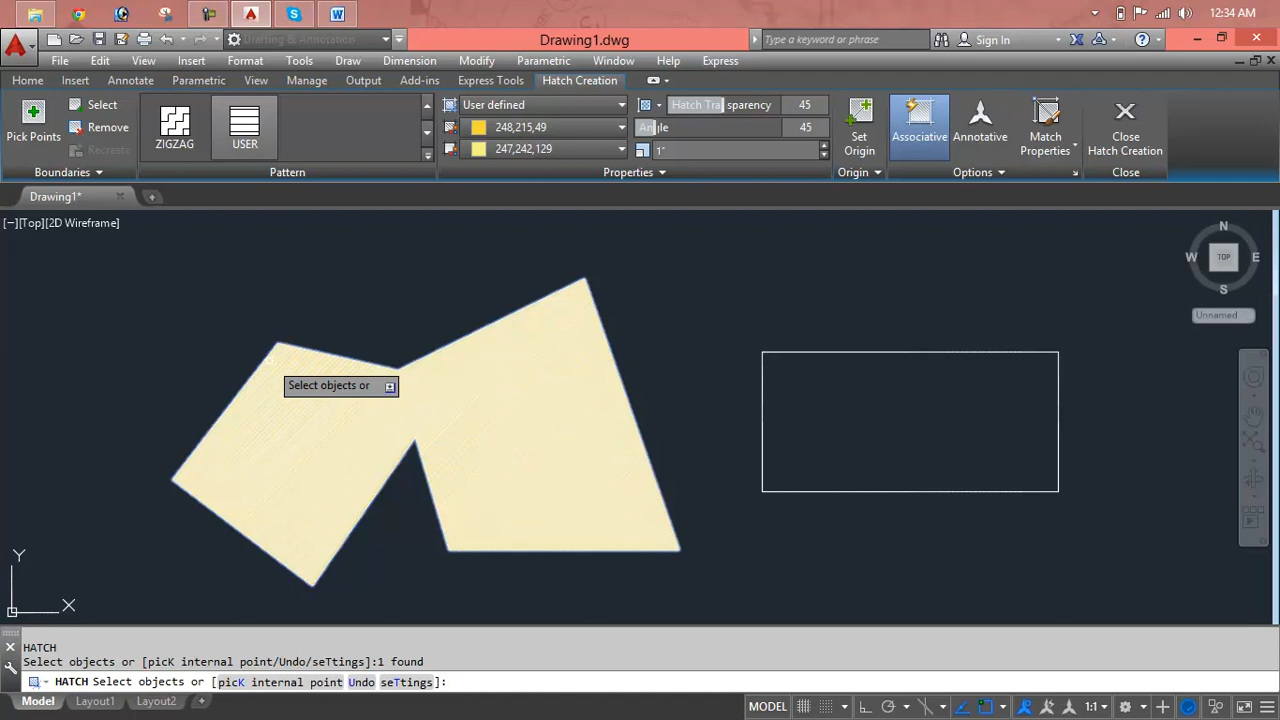 12:34 AM
Drafting & Annotation
Drawing1.dwg
Type a keyword or phrase
Sign In
File Edit View Insert Format Tools Draw Dimension Modify Parametric Window Help Express
Home Insert Annotate Parametric View Manage Output Add-ins Express Tools Hatch Creation
Pick Points
Select
Remove
Recreate
Boundaries
ZIGZAG
USER
Pattern
User defined
248,215,49
247,242,129
Hatch Transparency 45
Angle 45
1"
Properties
Set Origin
Origin
Associative
Annotative
Match Properties
Options
Close Hatch Creation
Close
Drawing1*
[−][Top][2D Wireframe]
N
W TOP E
S
Unnamed
Select objects or
Y
X
HATCH
Select objects or [picK internal point/Undo/seTtings]:1 found
HATCH Select objects or [picK internal point Undo seTtings]:
Model Layout1 Layout2 +
MODEL 1:1